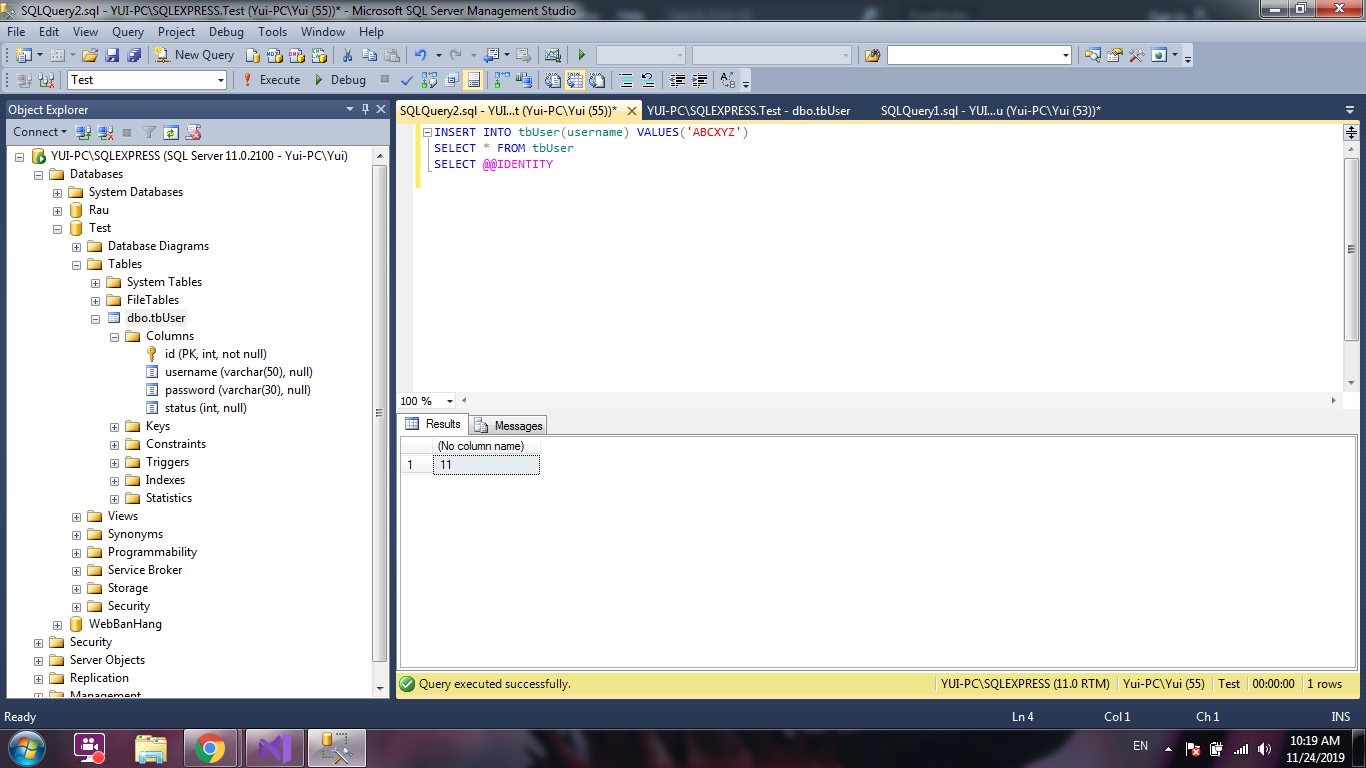 SQLQuery2.sql - YUI-PC\SQLEXPRESS.Test (Yui-PC\Yui (55))* - Microsoft SQL Server Management Studio
File Edit View Query Project Debug Tools Window Help
New Query
Test Execute Debug
Object Explorer
Connect
YUI-PC\SQLEXPRESS (SQL Server 11.0.2100 - Yui-PC\Yui)
Databases
System Databases
Rau
Test
Database Diagrams
Tables
System Tables
FileTables
dbo.tbUser
Columns
id (PK, int, not null)
username (varchar(50), null)
password (varchar(30), null)
status (int, null)
Keys
Constraints
Triggers
Indexes
Statistics
Views
Synonyms
Programmability
Service Broker
Storage
Security
WebBanHang
Security
Server Objects
Replication
Management
SQLQuery2.sql - YUI...t (Yui-PC\Yui (55))* YUI-PC\SQLEXPRESS.Test - dbo.tbUser SQLQuery1.sql - YUI...u (Yui-PC\Yui (53))*
INSERT INTO tbUser(username) VALUES('ABCXYZ')
SELECT * FROM tbUser
SELECT @@IDENTITY
100 %
Results Messages
(No column name)
1 11
Query executed successfully. YUI-PC\SQLEXPRESS (11.0 RTM) Yui-PC\Yui (55) Test 00:00:00 1 rows
Ready Ln 4 Col 1 Ch 1 INS
EN 10:19 AM
11/24/2019